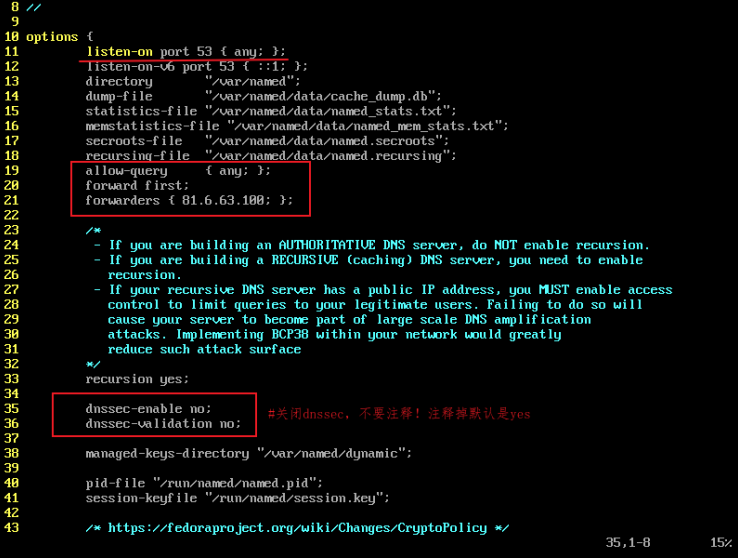 8 //
9
10 options {
11 listen-on port 53 { any; };
12 listen-on-v6 port 53 { ::1; };
13 directory "/var/named";
14 dump-file "/var/named/data/cache_dump.db";
15 statistics-file "/var/named/data/named_stats.txt";
16 memstatistics-file "/var/named/data/named_mem_stats.txt";
17 secroots-file "/var/named/data/named.secroots";
18 recursing-file "/var/named/data/named.recursing";
19 allow-query { any; };
20 forward first;
21 forwarders { 81.6.63.100; };
22
23 /*
24 - If you are building an AUTHORITATIVE DNS server, do NOT enable recursion.
25 - If you are building a RECURSIVE (caching) DNS server, you need to enable
26 recursion.
27 - If your recursive DNS server has a public IP address, you MUST enable access
28 control to limit queries to your legitimate users. Failing to do so will
29 cause your server to become part of large scale DNS amplification
30 attacks. Implementing BCP38 within your network would greatly
31 reduce such attack surface
32 */
33 recursion yes;
34
35 dnssec-enable no; #关闭dnssec，不要注释！注释掉默认是yes
36 dnssec-validation no;
37
38 managed-keys-directory "/var/named/dynamic";
39
40 pid-file "/run/named/named.pid";
41 session-keyfile "/run/named/session.key";
42
43 /* https://fedoraproject.org/wiki/Changes/CryptoPolicy */
35,1-8 15%